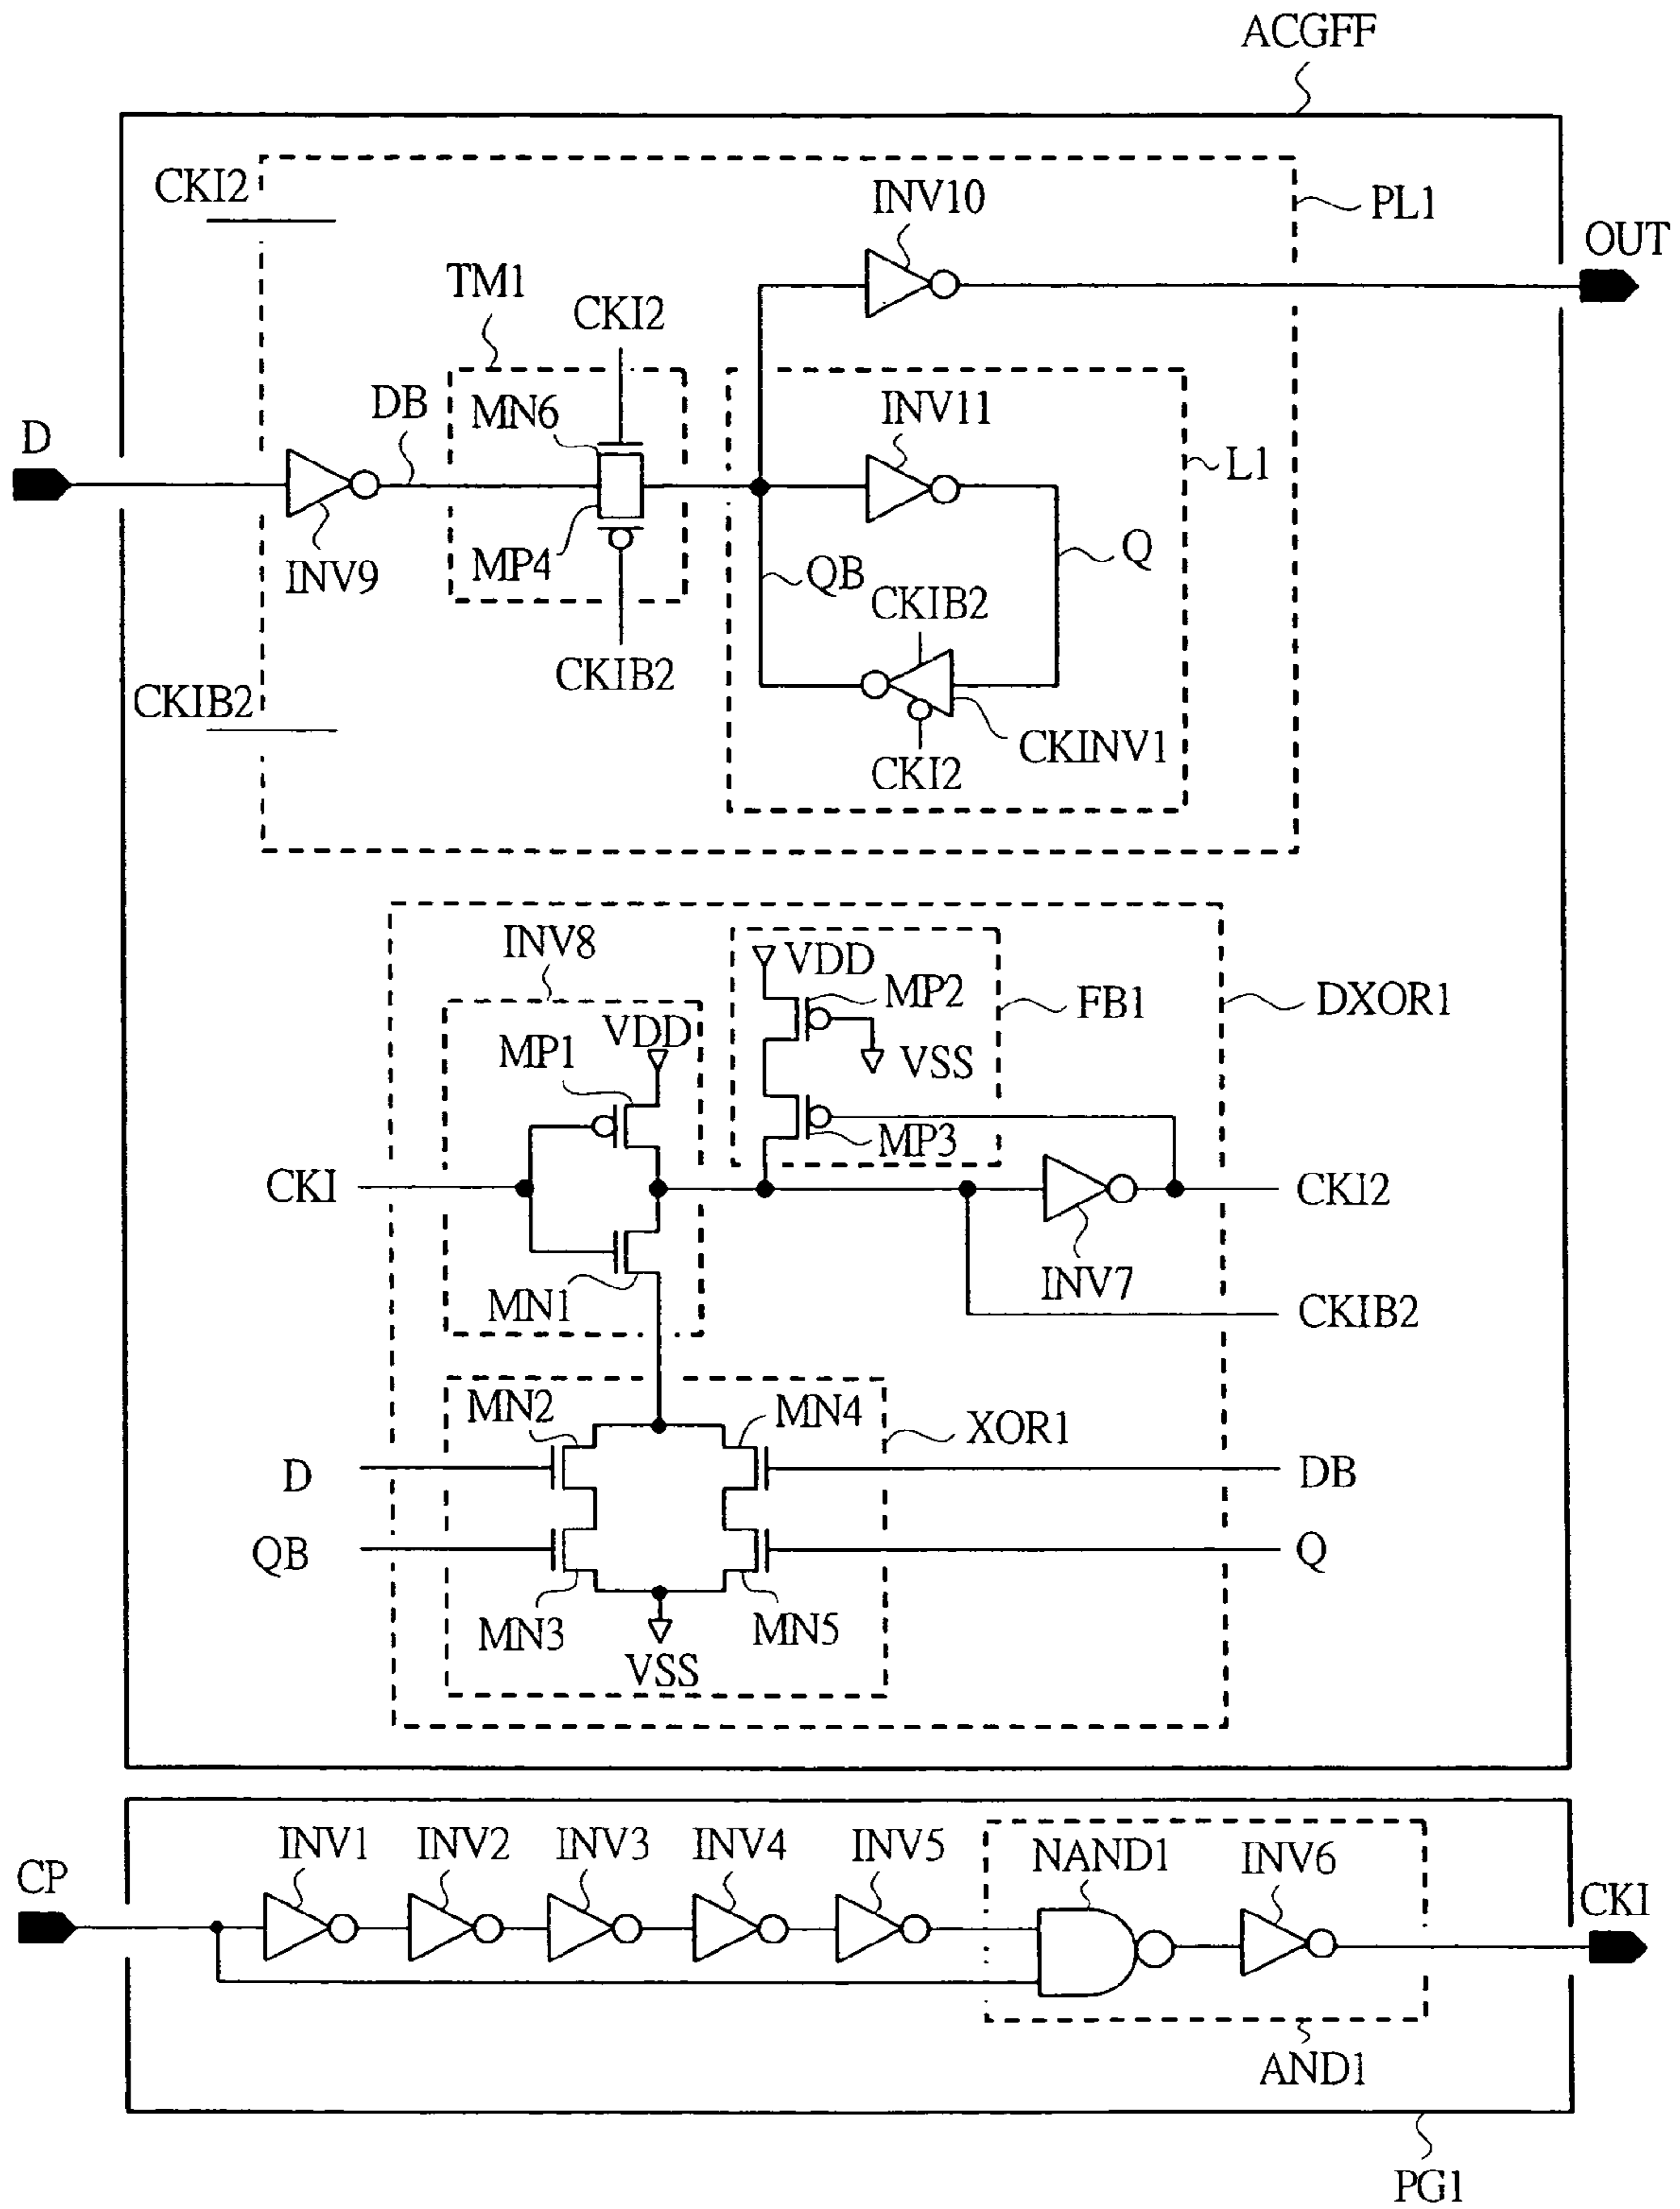 ACGFF
CKI2
INV10
PL1
OUT
TM1
CKI2
D
DB
MN6
INV11
L1
INV9
MP4
QB
Q
CKIB2
CKIB2
CKIB2
CKI2
CKINV1
INV8
VDD
MP2
FB1
DXOR1
VDD
MP1
VSS
MP3
CKI
CKI2
INV7
MN1
CKIB2
MN2
MN4
XOR1
D
DB
QB
Q
MN3
MN5
VSS
INV1
INV2
INV3
INV4
INV5
NAND1
INV6
CP
CKI
AND1
PG1